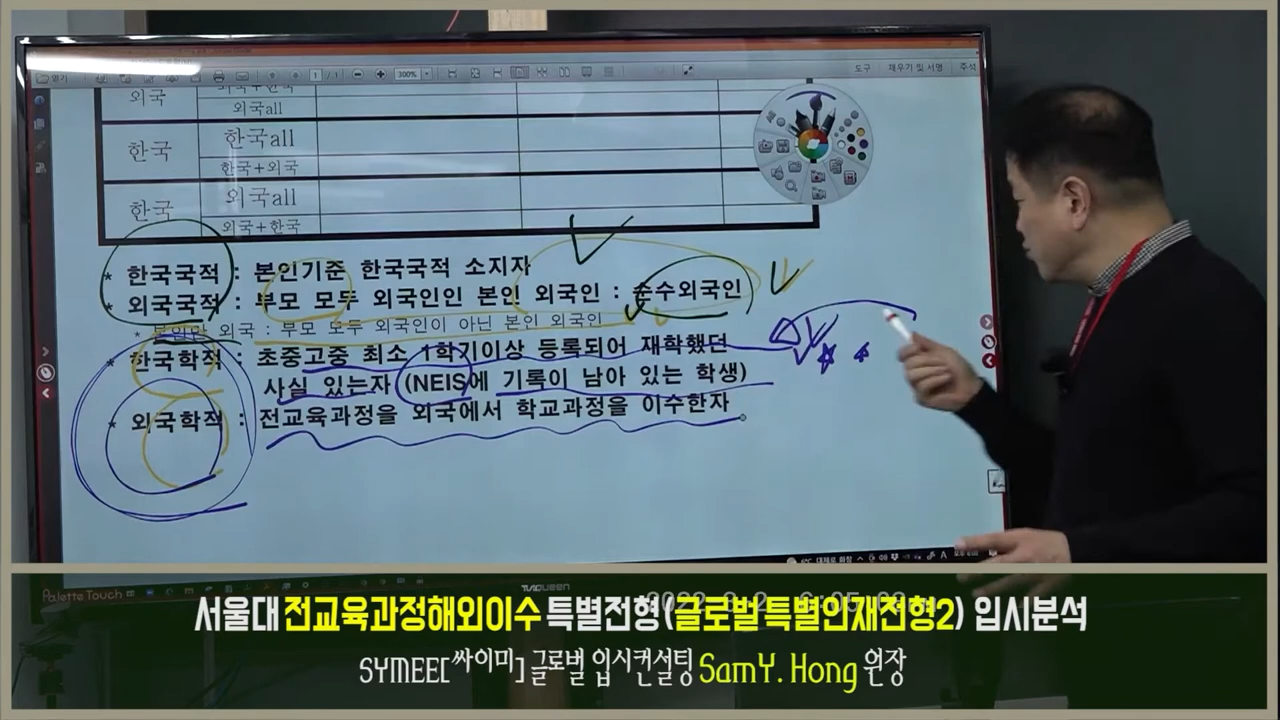 1 / 1
300%
도구
채우기 및 서명
주석
외국
외국+한국
외국all
한국
한국all
한국+외국
한국
외국all
외국+한국
* 한국국적 : 본인기준 한국국적 소지자
* 외국국적 : 부모 모두 외국인인 본인 외국인 : 순수외국인
* 본인만 외국 : 부모 모두 외국인이 아닌 본인 외국인
* 한국학적 : 초중고중 최소 1학기이상 등록되어 재학했던
사실 있는자 (NEIS에 기록이 남아 있는 학생)
* 외국학적 : 전교육과정을 외국에서 학교과정을 이수한자
Palette Touch
서울대 전교육과정해외이수 특별전형 (글로벌특별인재전형2) 입시분석
SYMEE[싸이미] 글로벌 입시컨설팅 Sam Y. Hong 원장